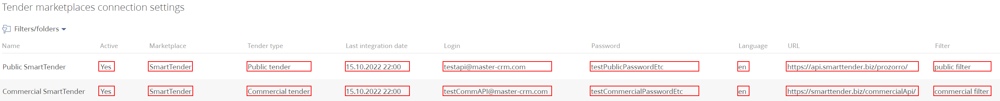 Tender marketplaces connection settings
Filters/folders
Name Active Marketplace Tender type Last integration date Login Password Language URL Filter
Public SmartTender Yes SmartTender Public tender 15.10.2022 22:00 testapi@master-crm.com testPublicPasswordEtc en https://api.smarttender.biz/prozorro/ public filter
Commercial SmartTender Yes SmartTender Commercial tender 15.10.2022 22:00 testCommAPI@master-crm.com testCommercialPasswordEtc en https://smarttender.biz/commercialApi/ commercial filter